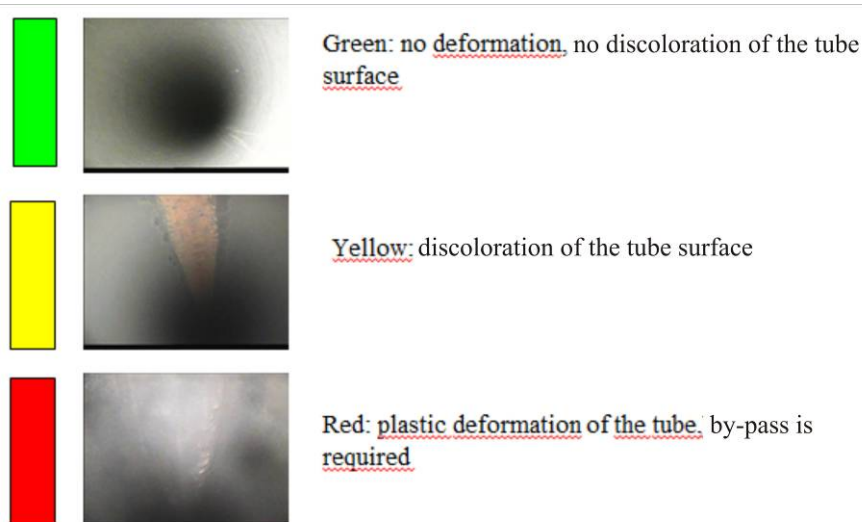 Green: no deformation, no discoloration of the tube
surface
Yellow: discoloration of the tube surface
Red: plastic deformation of the tube, by-pass is
required